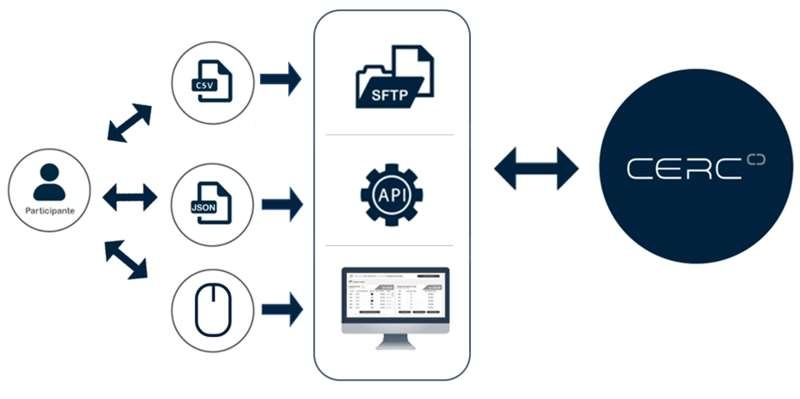 CSV
SFTP
Participante
JSON
API
CERC